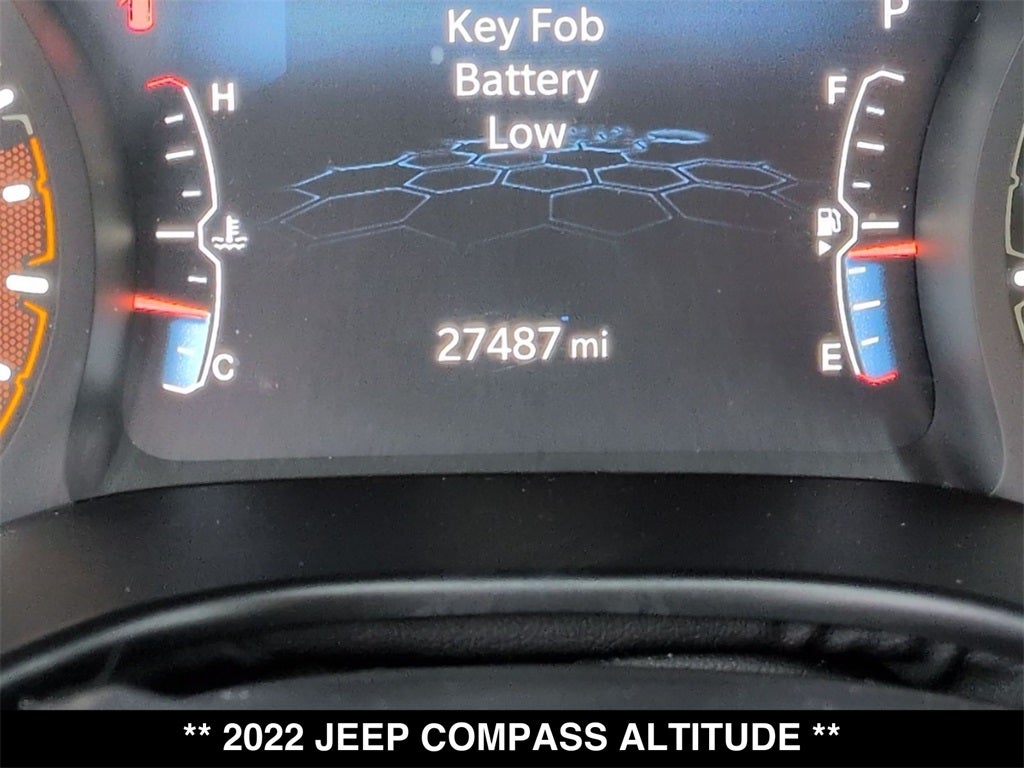 Key Fob
P
Battery
H
F
Low
27487 mi
C
E
** 2022 JEEP COMPASS ALTITUDE **